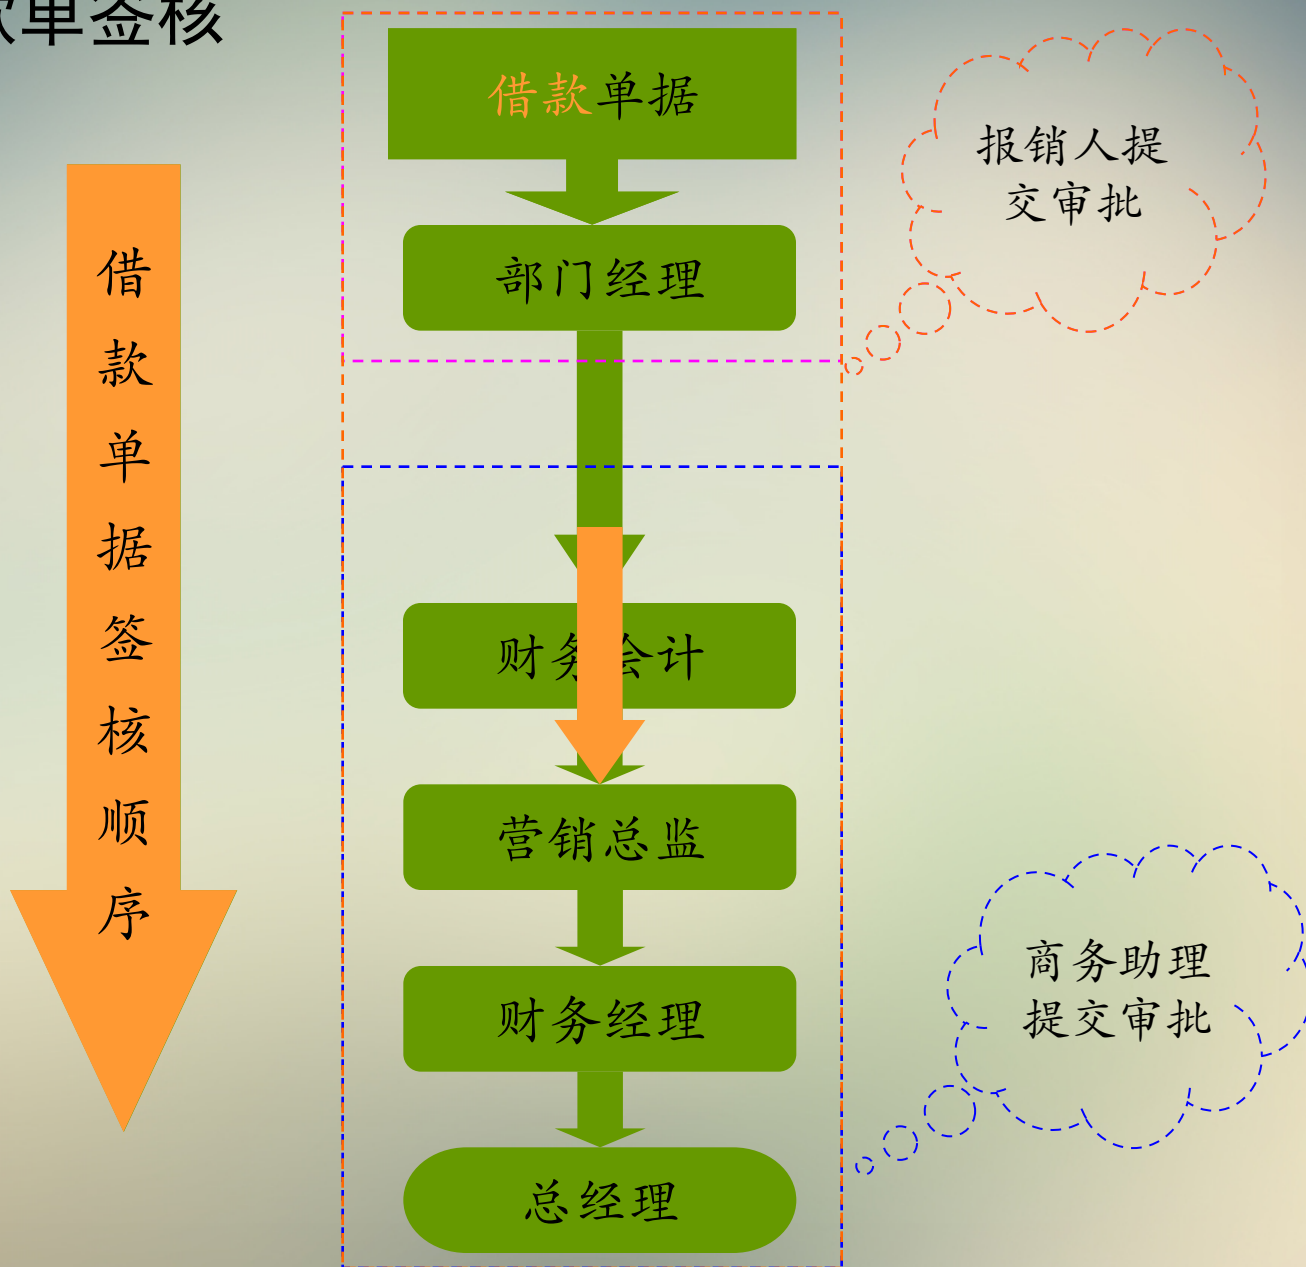 款单签核
借款单据
部门经理
财务会计
营销总监
财务经理
总经理
借
款
单
据
签
核
顺
序
报销人提
交审批
商务助理
提交审批